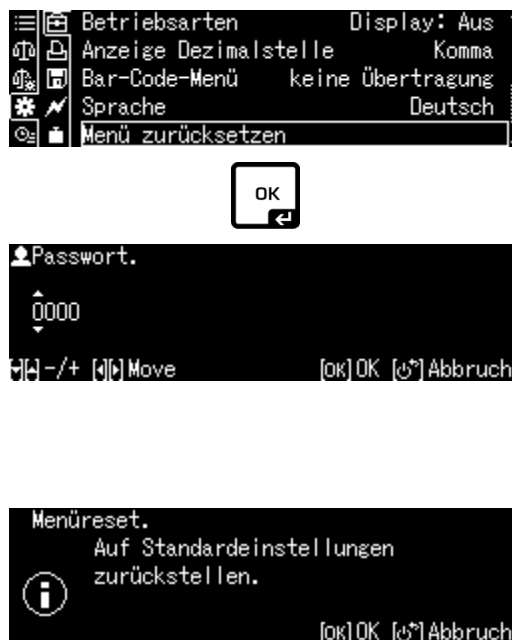 Betriebsarten Display: Aus
Anzeige Dezimalstelle Komma
Bar-Code-Menü keine Übertragung
Sprache Deutsch
Menü zurücksetzen
OK
Passwort.
0000
-/+ Move [OK]OK Abbruch
Menüreset.
Auf Standardeinstellungen
zurückstellen.
[OK]OK Abbruch